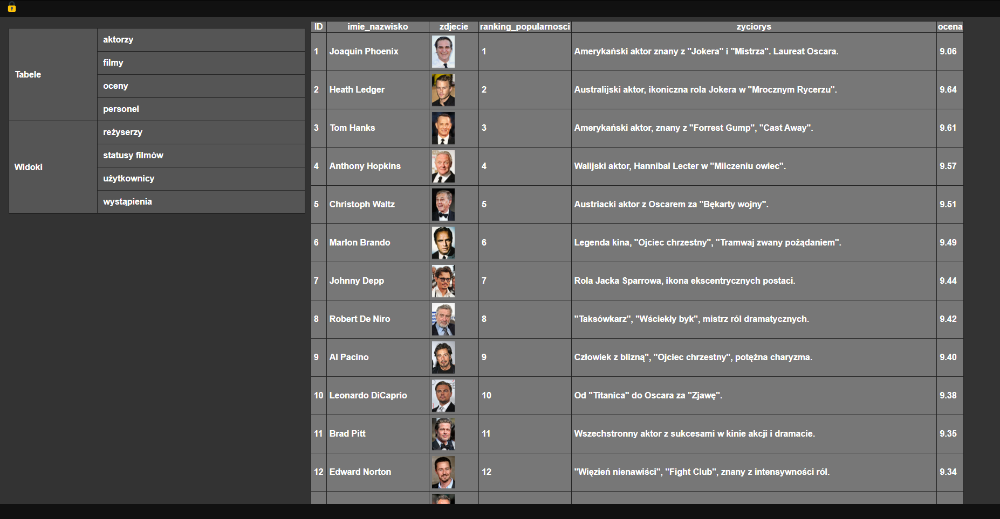 Tabele
aktorzy
filmy
oceny
personel
Widoki
reżyserzy
statusy filmów
użytkownicy
wystąpienia
ID imie_nazwisko zdjecie ranking_popularnosci zyciorys ocena
1 Joaquin Phoenix 1 Amerykański aktor znany z "Jokera" i "Mistrza". Laureat Oscara. 9.06
2 Heath Ledger 2 Australijski aktor, ikoniczna rola Jokera w "Mrocznym Rycerzu". 9.64
3 Tom Hanks 3 Amerykański aktor, znany z "Forrest Gump", "Cast Away". 9.61
4 Anthony Hopkins 4 Walijski aktor, Hannibal Lecter w "Milczeniu owiec". 9.57
5 Christoph Waltz 5 Austriacki aktor z Oscarem za "Bękarty wojny". 9.51
6 Marlon Brando 6 Legenda kina, "Ojciec chrzestny", "Tramwaj zwany pożądaniem". 9.49
7 Johnny Depp 7 Rola Jacka Sparrowa, ikona ekscentrycznych postaci. 9.44
8 Robert De Niro 8 "Taksówkarz", "Wściekły byk", mistrz ról dramatycznych. 9.42
9 Al Pacino 9 Człowiek z blizną", "Ojciec chrzestny", potężna charyzma. 9.40
10 Leonardo DiCaprio 10 Od "Titanica" do Oscara za "Zjawę". 9.38
11 Brad Pitt 11 Wszechstronny aktor z sukcesami w kinie akcji i dramacie. 9.35
12 Edward Norton 12 "Więzień nienawiści", "Fight Club", znany z intensywności ról. 9.34